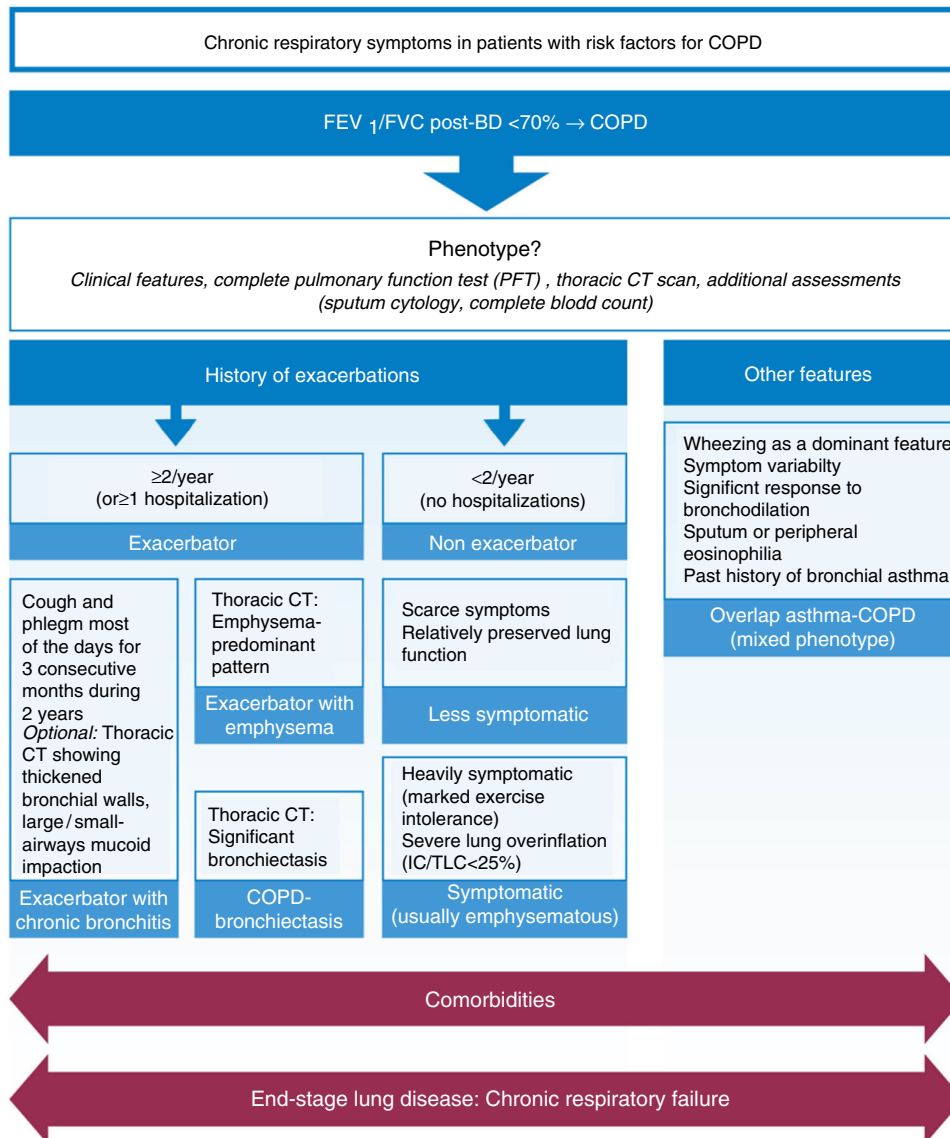 Chronic respiratory symptoms in patients with risk factors for COPD
FEV 1/FVC post-BD <70% → COPD
Phenotype?
Clinical features, complete pulmonary function test (PFT) , thoracic CT scan, additional assessments
(sputum cytology, complete blodd count)
History of exacerbations
≥2/year
(or≥1 hospitalization)
Exacerbator
<2/year
(no hospitalizations)
Non exacerbator
Cough and
phlegm most
of the days for
3 consecutive
months during
2 years
Optional: Thoracic
CT showing
thickened
bronchial walls,
large/small-
airways mucoid
impaction
Exacerbator with
chronic bronchitis
Thoracic CT:
Emphysema-
predominant
pattern
Exacerbator with
emphysema
Thoracic CT:
Significant
bronchiectasis
COPD-
bronchiectasis
Scarce symptoms
Relatively preserved lung
function
Less symptomatic
Heavily symptomatic
(marked exercise
intolerance)
Severe lung overinflation
(IC/TLC<25%)
Symptomatic
(usually emphysematous)
Other features
Wheezing as a dominant feature
Symptom variabilty
Significnt response to
bronchodilation
Sputum or peripheral
eosinophilia
Past history of bronchial asthma
Overlap asthma-COPD
(mixed phenotype)
Comorbidities
End-stage lung disease: Chronic respiratory failure